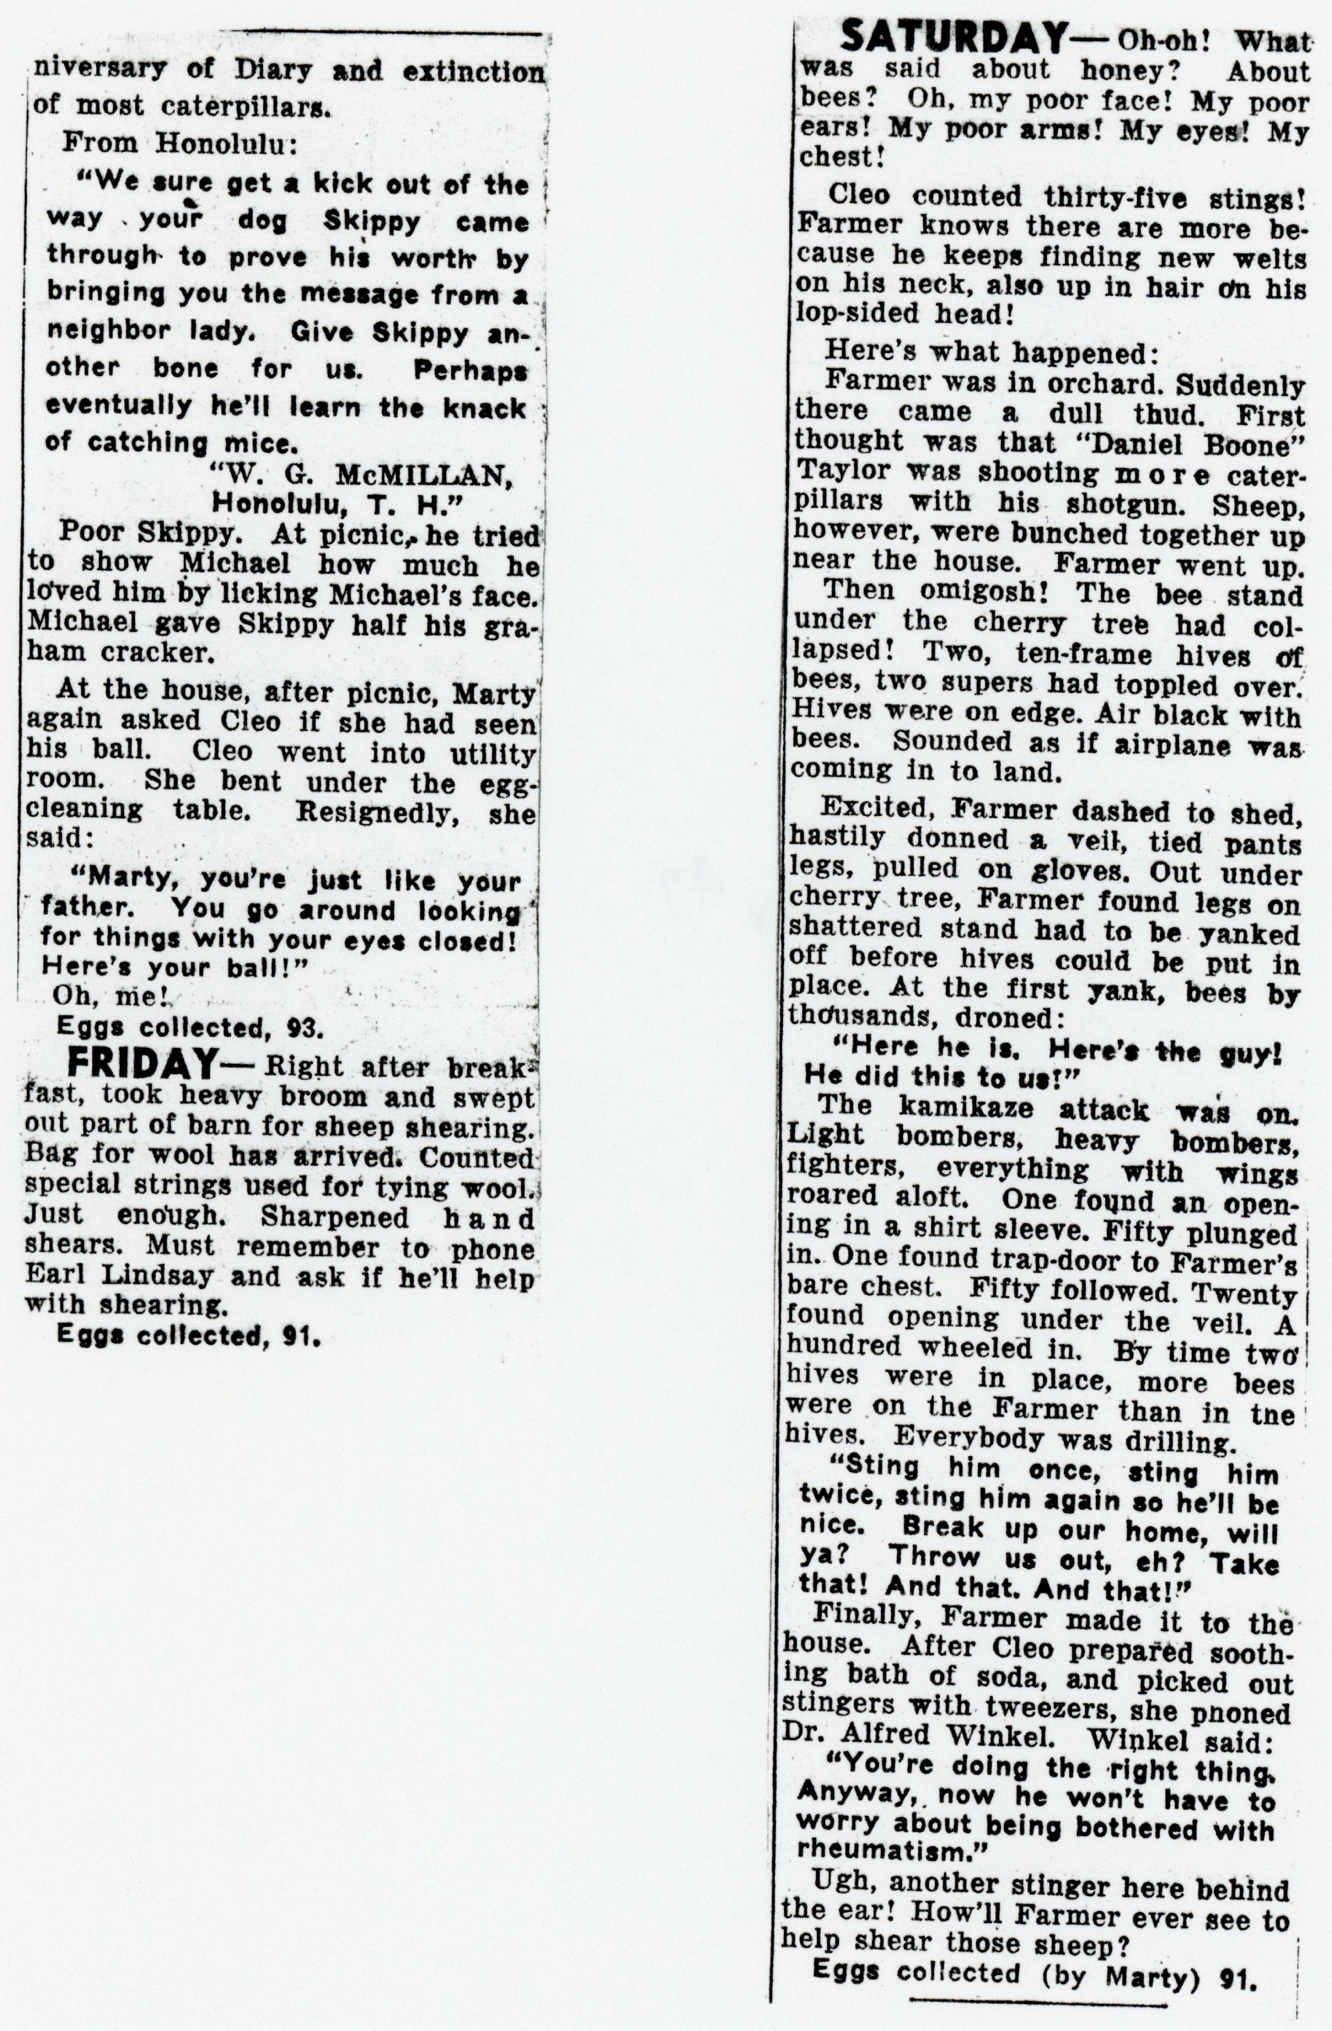 niversary of Diary and extinction
of most caterpillars.
From Honolulu:
"We sure get a kick out of the
way your dog Skippy came
through to prove his worth by
bringing you the message from a
neighbor lady. Give Skippy an-
other bone for us. Perhaps
eventually he'll learn the knack
of catching mice.
"W. G. McMILLAN,
Honolulu, T. H."
Poor Skippy. At picnic, he tried
to show Michael how much he
loved him by licking Michael's face.
Michael gave Skippy half his gra-
ham cracker.
At the house, after picnic, Marty
again asked Cleo if she had seen
his ball. Cleo went into utility
room. She bent under the egg-
cleaning table. Resignedly, she
said:
"Marty, you're just like your
father. You go around looking
for things with your eyes closed!
Here's your ball!"
Oh, me!
Eggs collected, 93.
FRIDAY— Right after break-
fast, took heavy broom and swept
out part of barn for sheep shearing.
Bag for wool has arrived. Counted
special strings used for tying wool.
Just enough. Sharpened hand
shears. Must remember to phone
Earl Lindsay and ask if he'll help
with shearing.
Eggs collected, 91.
SATURDAY— Oh-oh! What
was said about honey? About
bees? Oh, my poor face! My poor
ears! My poor arms! My eyes! My
chest!
Cleo counted thirty-five stings!
Farmer knows there are more be-
cause he keeps finding new welts
on his neck, also up in hair on his
lop-sided head!
Here's what happened:
Farmer was in orchard. Suddenly
there came a dull thud. First
thought was that "Daniel Boone"
Taylor was shooting more cater-
pillars with his shotgun. Sheep,
however, were bunched together up
near the house. Farmer went up.
Then omigosh! The bee stand
under the cherry tree had col-
lapsed! Two, ten-frame hives of
bees, two supers had toppled over.
Hives were on edge. Air black with
bees. Sounded as if airplane was
coming in to land.
Excited, Farmer dashed to shed,
hastily donned a veil, tied pants
legs, pulled on gloves. Out under
cherry tree, Farmer found legs on
shattered stand had to be yanked
off before hives could be put in
place. At the first yank, bees by
thousands, droned:
"Here he is. Here's the guy!
He did this to us!"
The kamikaze attack was on.
Light bombers, heavy bombers,
fighters, everything with wings
roared aloft. One found an open-
ing in a shirt sleeve. Fifty plunged
in. One found trap-door to Farmer's
bare chest. Fifty followed. Twenty
found opening under the veil. A
hundred wheeled in. By time two
hives were in place, more bees
were on the Farmer than in tne
hives. Everybody was drilling.
"Sting him once, sting him
twice, sting him again so he'll be
nice. Break up our home, will
ya? Throw us out, eh? Take
that! And that. And that!"
Finally, Farmer made it to the
house. After Cleo prepared sooth-
ing bath of soda, and picked out
stingers with tweezers, she pnoned
Dr. Alfred Winkel. Winkel said:
"You're doing the right thing.
Anyway, now he won't have to
worry about being bothered with
rheumatism."
Ugh, another stinger here behind
the ear! How'll Farmer ever see to
help shear those sheep?
Eggs collected (by Marty) 91.